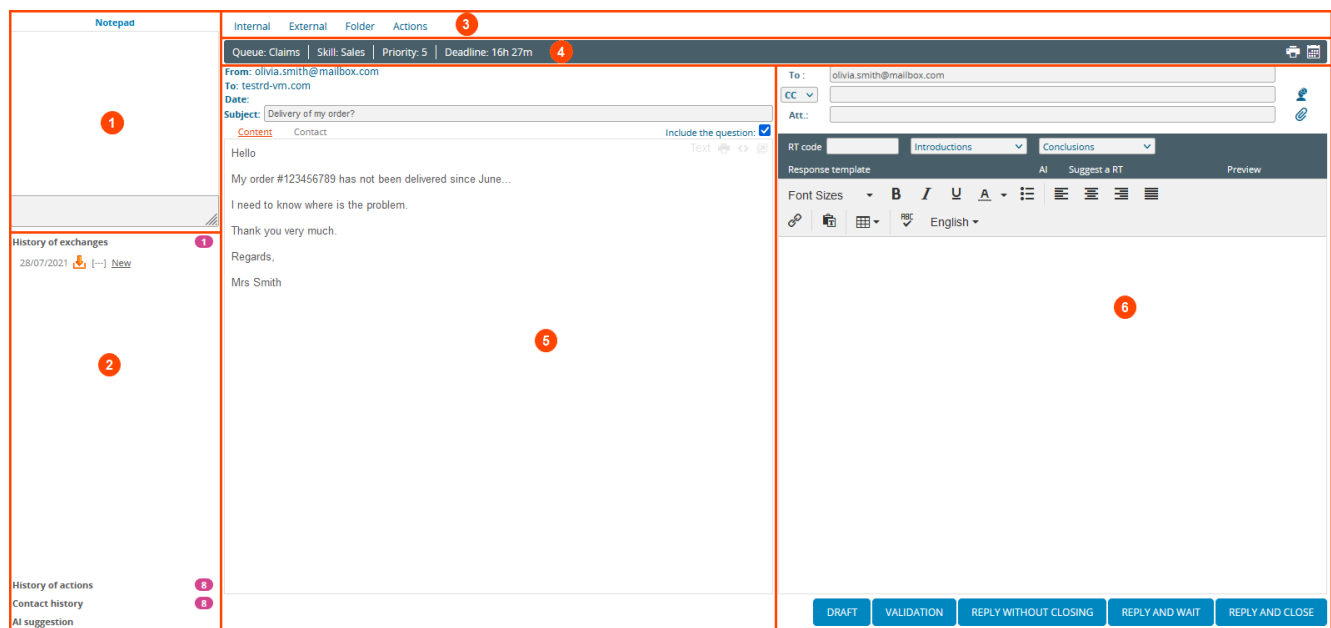 Notepad
1
History of exchanges 1
28/07/2021 [---] New
2
History of actions 8
Contact history 8
AI suggestion
Internal External Folder Actions 3
Queue: Claims | Skill: Sales | Priority: 5 | Deadline: 16h 27m 4
From: olivia.smith@mailbox.com
To: testrd-vm.com
Date:
Subject: Delivery of my order?
Content Contact Include the question:
Text
Hello
My order #123456789 has not been delivered since June...
I need to know where is the problem.
Thank you very much.
Regards,
Mrs Smith
5
To : olivia.smith@mailbox.com
CC
Att.:
RT code Introductions Conclusions
Response template AI Suggest a RT Preview
Font Sizes B I U A
ABC English
6
DRAFT VALIDATION REPLY WITHOUT CLOSING REPLY AND WAIT REPLY AND CLOSE